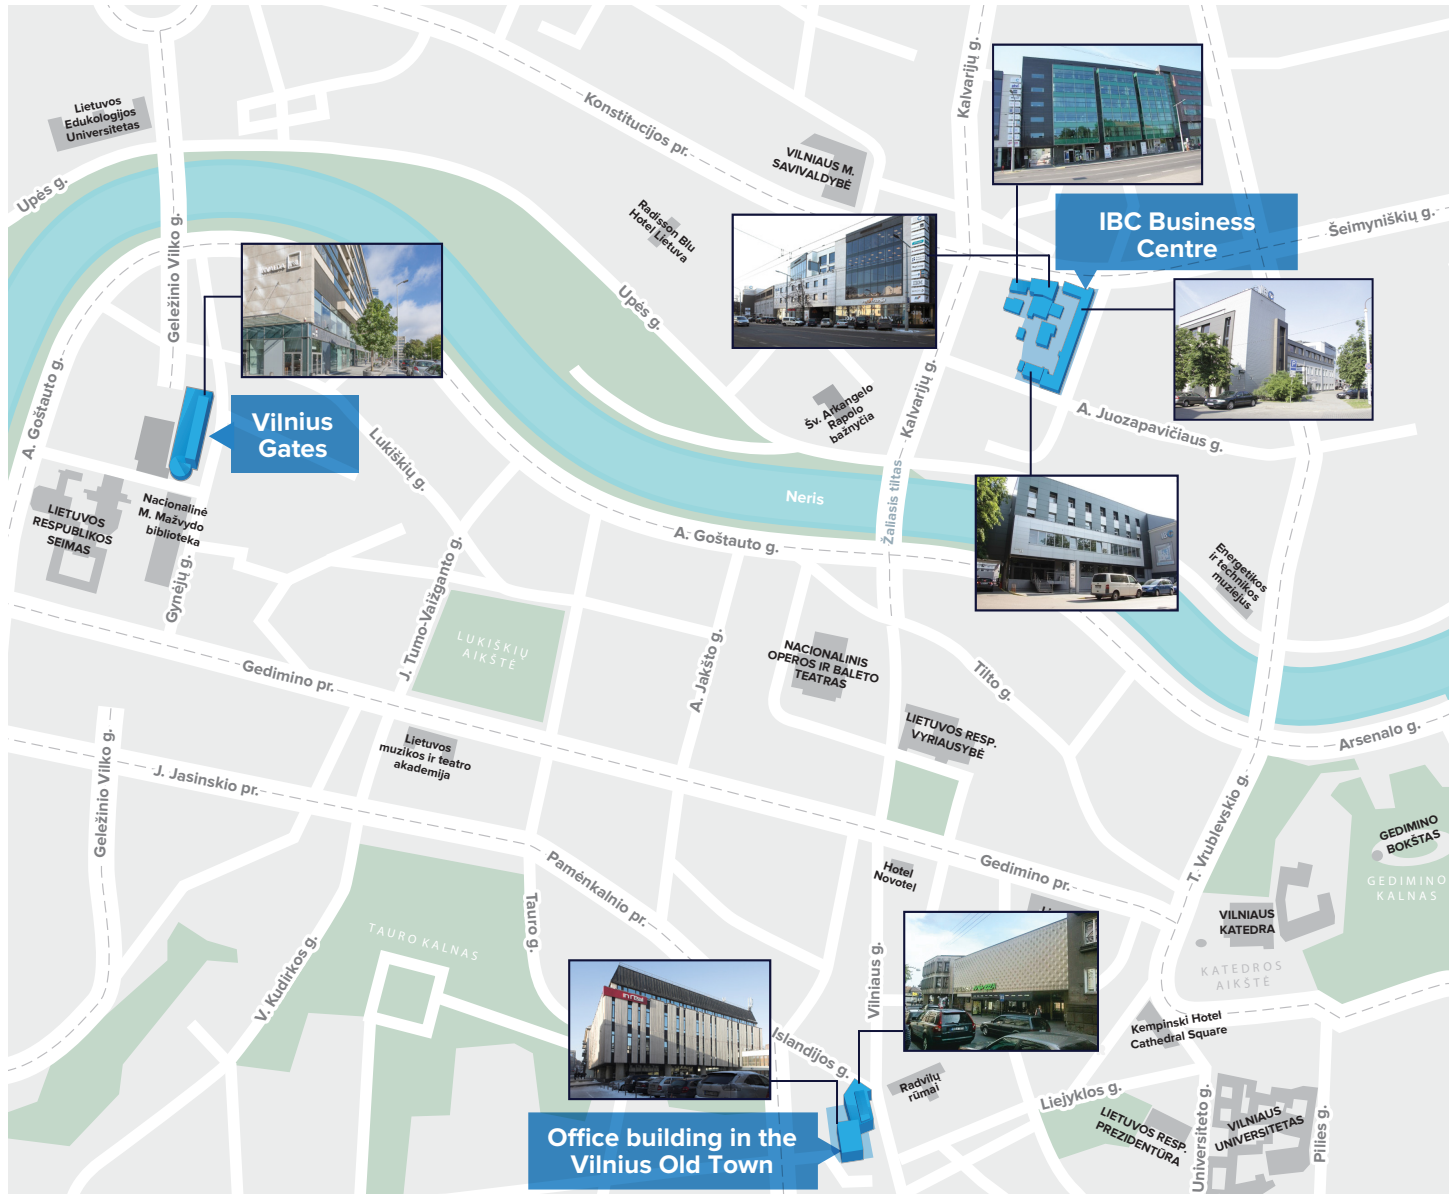 Kalvarijų g.
Konstitucijos pr.
Lietuvos
Edukologijos
Universitetas
VILNIAUS M.
SAVIVALDYBĖ
Upės g.
Geležinio Vilko g.
Radisson Blu
Hotel Lietuva
IBC Business
Centre
Šeimyniškių g.
Upės g.
A. Goštauto g.
Vilnius
Gates
Lukiškių g.
Šv. Arkangelo
Rapolo
bažnyčia
Kalvarijų g.
A. Juozapavičiaus g.
Neris
Žaliasis tiltas
LIETUVOS
RESPUBLIKOS
SEIMAS
Nacionalinė
M. Mažvydo
biblioteka
Gynėjų g.
A. Goštauto g.
J. Tumo-Vaižganto g.
LUKIŠKIŲ
AIKŠTĖ
A. Jakšto g.
NACIONALINIS
OPEROS IR BALETO
TEATRAS
Energetikos
ir technikos
muziejus
Tilto g.
Gedimino pr.
LIETUVOS RESP.
VYRIAUSYBĖ
Arsenalo g.
Lietuvos
muzikos ir teatro
akademija
Geležinio Vilko g.
J. Jasinskio pr.
T. Vrublevskio g.
GEDIMINO
BOKŠTAS
GEDIMINO
KALNAS
Pamėnkalnio pr.
Hotel
Novotel
Gedimino pr.
Tauro g.
TAURO KALNAS
VILNIAUS
KATEDRA
KATEDROS
AIKŠTĖ
V. Kudirkos g.
Vilniaus g.
Islandijos g.
Kempinski Hotel
Cathedral Square
Radvilų
rūmai
Liejyklos g.
LIETUVOS RESP.
PREZIDENTŪRA
Universiteto g.
VILNIAUS
UNIVERSITETAS
Pilies g.
Office building in the
Vilnius Old Town